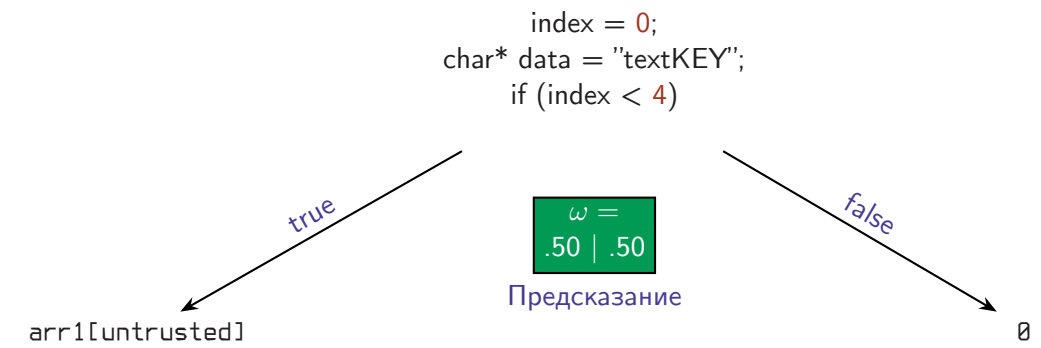 index = 0;
char* data = ”textKEY”;
if (index < 4)
true
false
ω =
.50 | .50
Предсказание
arr1[untrusted]
0